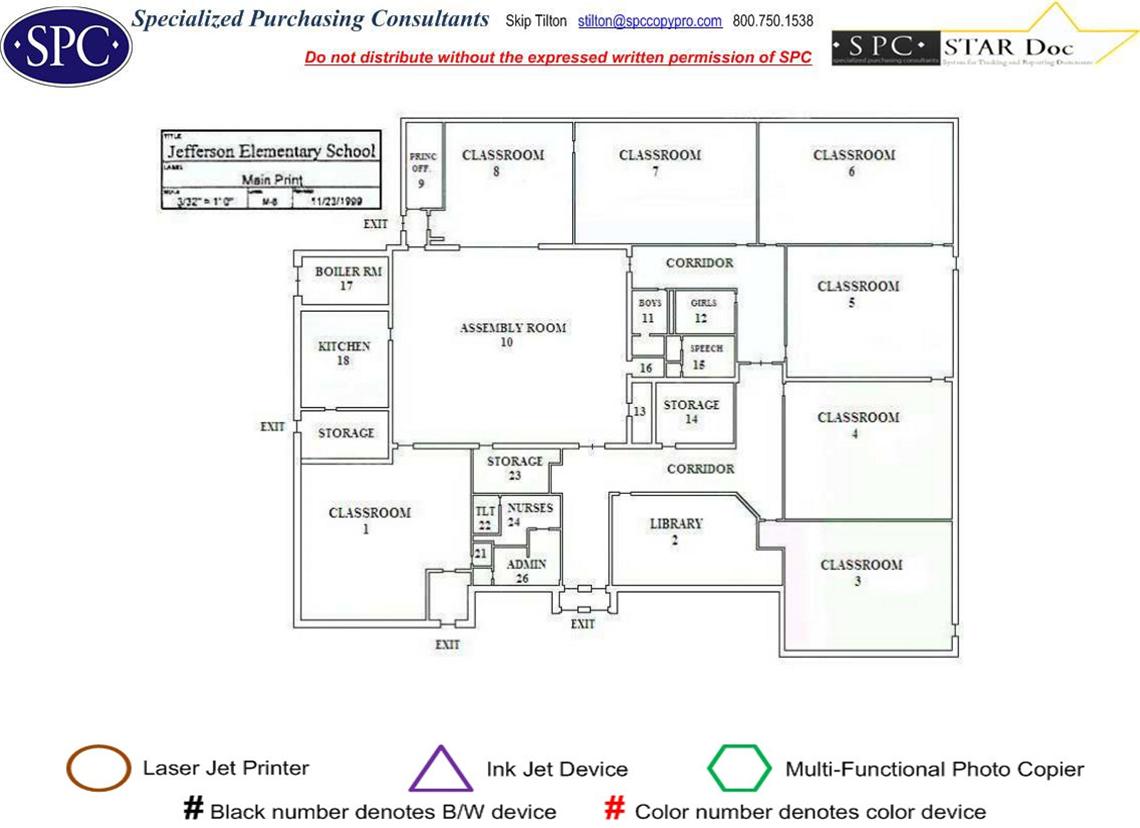 SPC
Specialized Purchasing Consultants Skip Tilton stilton@spccopypro.com 800.750.1538
Do not distribute without the expressed written permission of SPC
• SPC • STAR Doc
specialized purchasing consultants System for Tracking and Reporting Documents
TITLE
Jefferson Elementary School
LABEL
Main Print
SCALE
3/32" = 1' 0" M-6 11/23/1999
PRINC
OFF.
9
CLASSROOM
8
CLASSROOM
7
CLASSROOM
6
EXIT
BOILER RM
17
CORRIDOR
CLASSROOM
5
BOYS
11
GIRLS
12
ASSEMBLY ROOM
10
KITCHEN
18
SPEECH
15
16
13
STORAGE
14
CLASSROOM
4
EXIT
STORAGE
STORAGE
23
CORRIDOR
CLASSROOM
1
TLT
22
NURSES
24
LIBRARY
2
21
ADMIN
26
CLASSROOM
3
EXIT
EXIT
Laser Jet Printer
Ink Jet Device
Multi-Functional Photo Copier
# Black number denotes B/W device
# Color number denotes color device